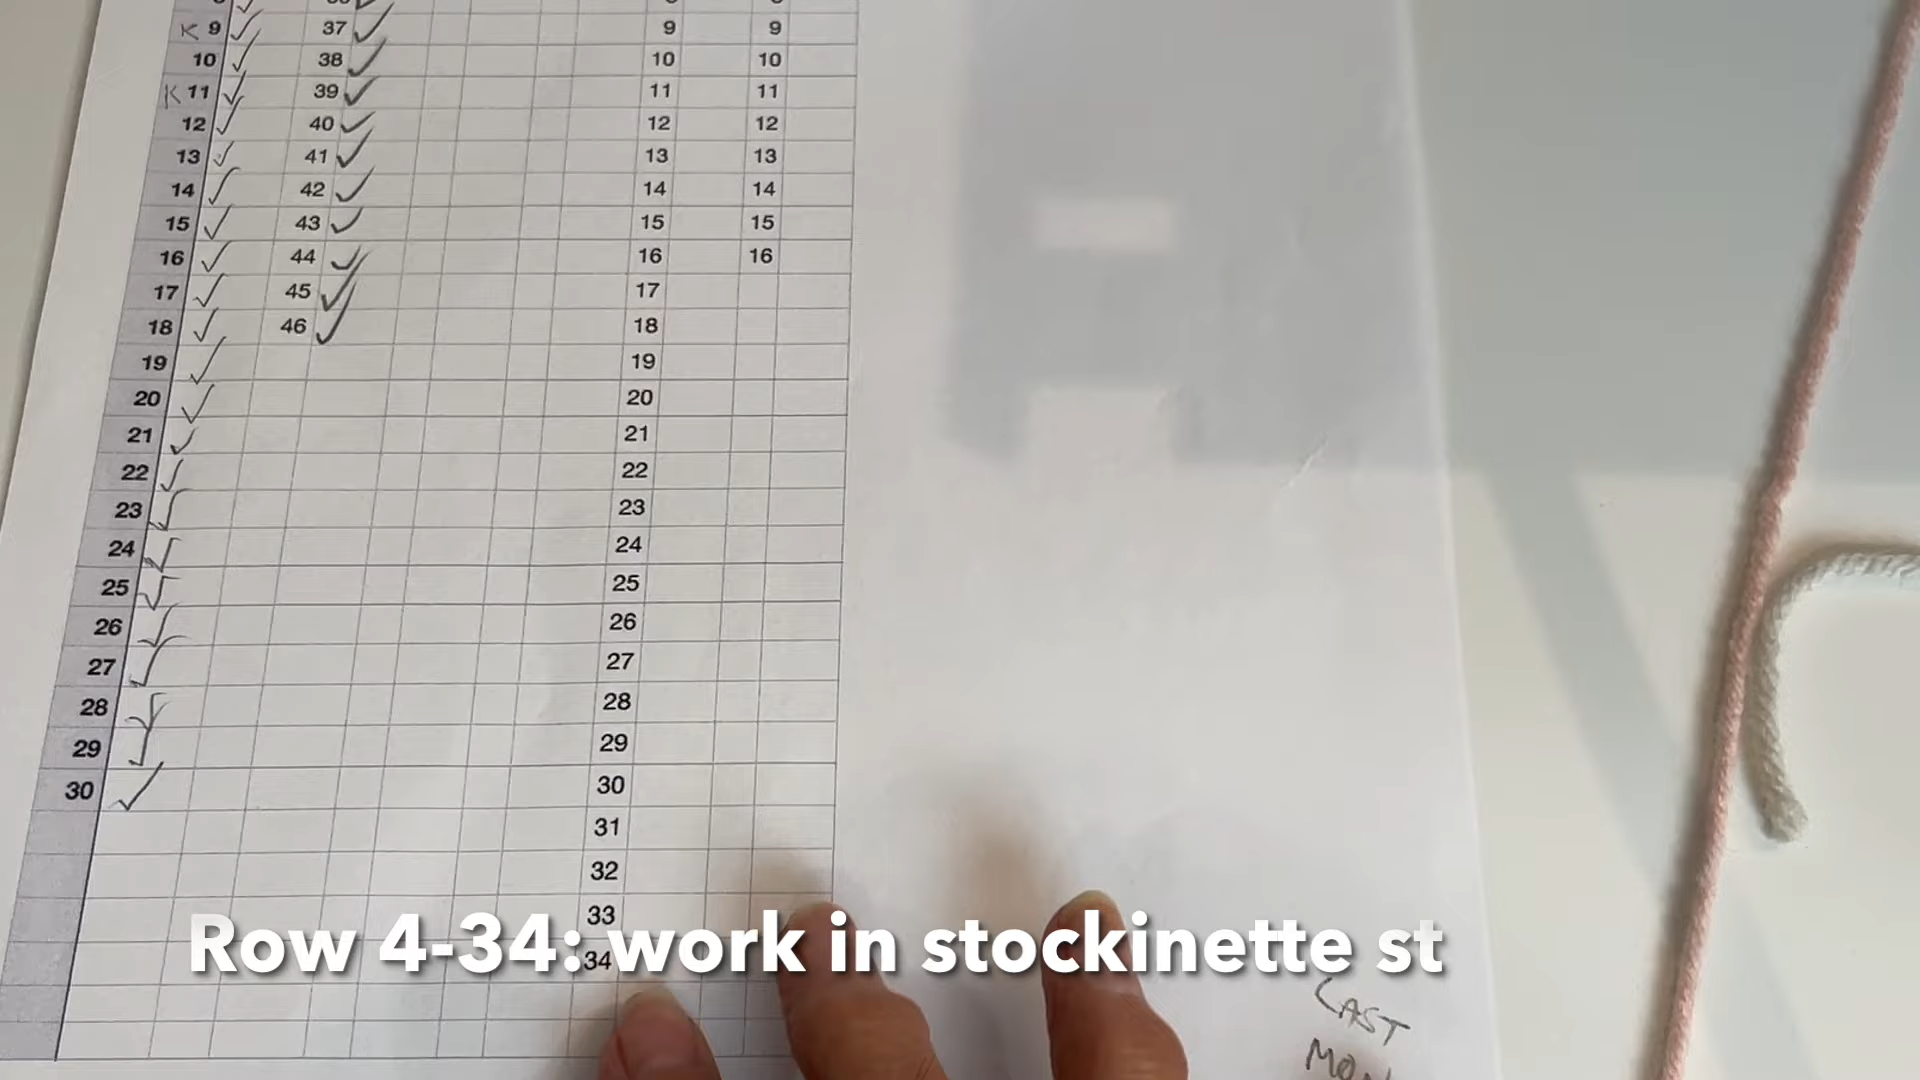 K 9 37 9 9
10 38 10 10
K 11 39 11 11
12 40 12 12
13 41 13 13
14 42 14 14
15 43 15 15
16 44 16 16
17 45 17
18 46 18
19 19
20 20
21 21
22 22
23 23
24 24
25 25
26 26
27 27
28 28
29 29
30 30
31
32
33
34
Row 4-34: work in stockinette st
CAST